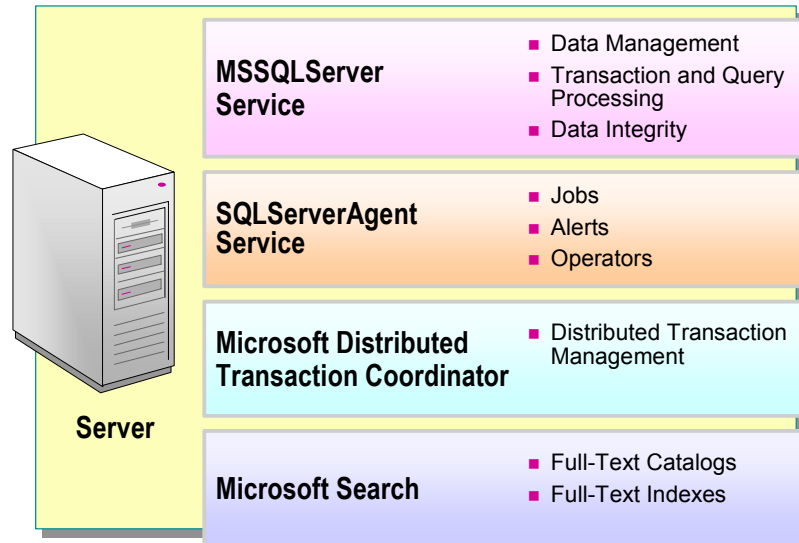 MSSQLServer
Service
Data Management
Transaction and Query
Processing
Data Integrity
SQLServerAgent
Service
Jobs
Alerts
Operators
Microsoft Distributed
Transaction Coordinator
Distributed Transaction
Management
Server
Microsoft Search
Full-Text Catalogs
Full-Text Indexes